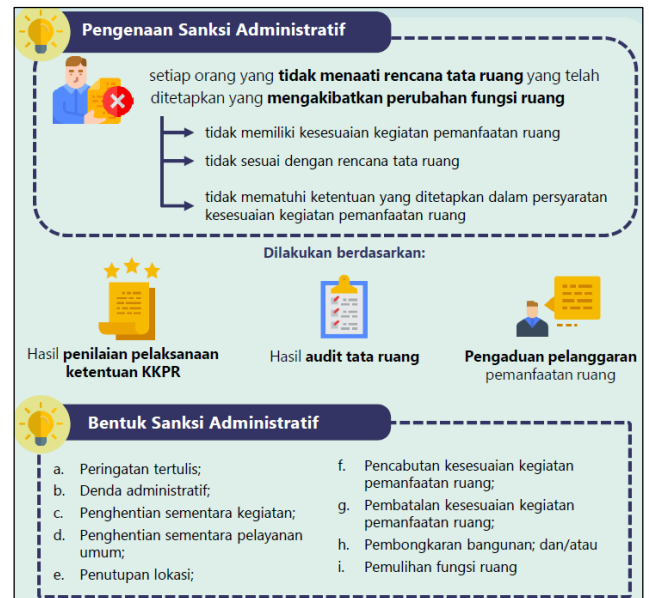 Pengenaan Sanksi Administratif
setiap orang yang tidak menaati rencana tata ruang yang telah
ditetapkan yang mengakibatkan perubahan fungsi ruang
tidak memiliki kesesuaian kegiatan pemanfaatan ruang
tidak sesuai dengan rencana tata ruang
tidak mematuhi ketentuan yang ditetapkan dalam persyaratan
kesesuaian kegiatan pemanfaatan ruang
Dilakukan berdasarkan:
Hasil penilaian pelaksanaan
ketentuan KKPR
Hasil audit tata ruang
Pengaduan pelanggaran
pemanfaatan ruang
Bentuk Sanksi Administratif
a. Peringatan tertulis;
b. Denda administratif;
c. Penghentian sementara kegiatan;
d. Penghentian sementara pelayanan
umum;
e. Penutupan lokasi;
f. Pencabutan kesesuaian kegiatan
pemanfaatan ruang;
g. Pembatalan kesesuaian kegiatan
pemanfaatan ruang;
h. Pembongkaran bangunan; dan/atau
i. Pemulihan fungsi ruang